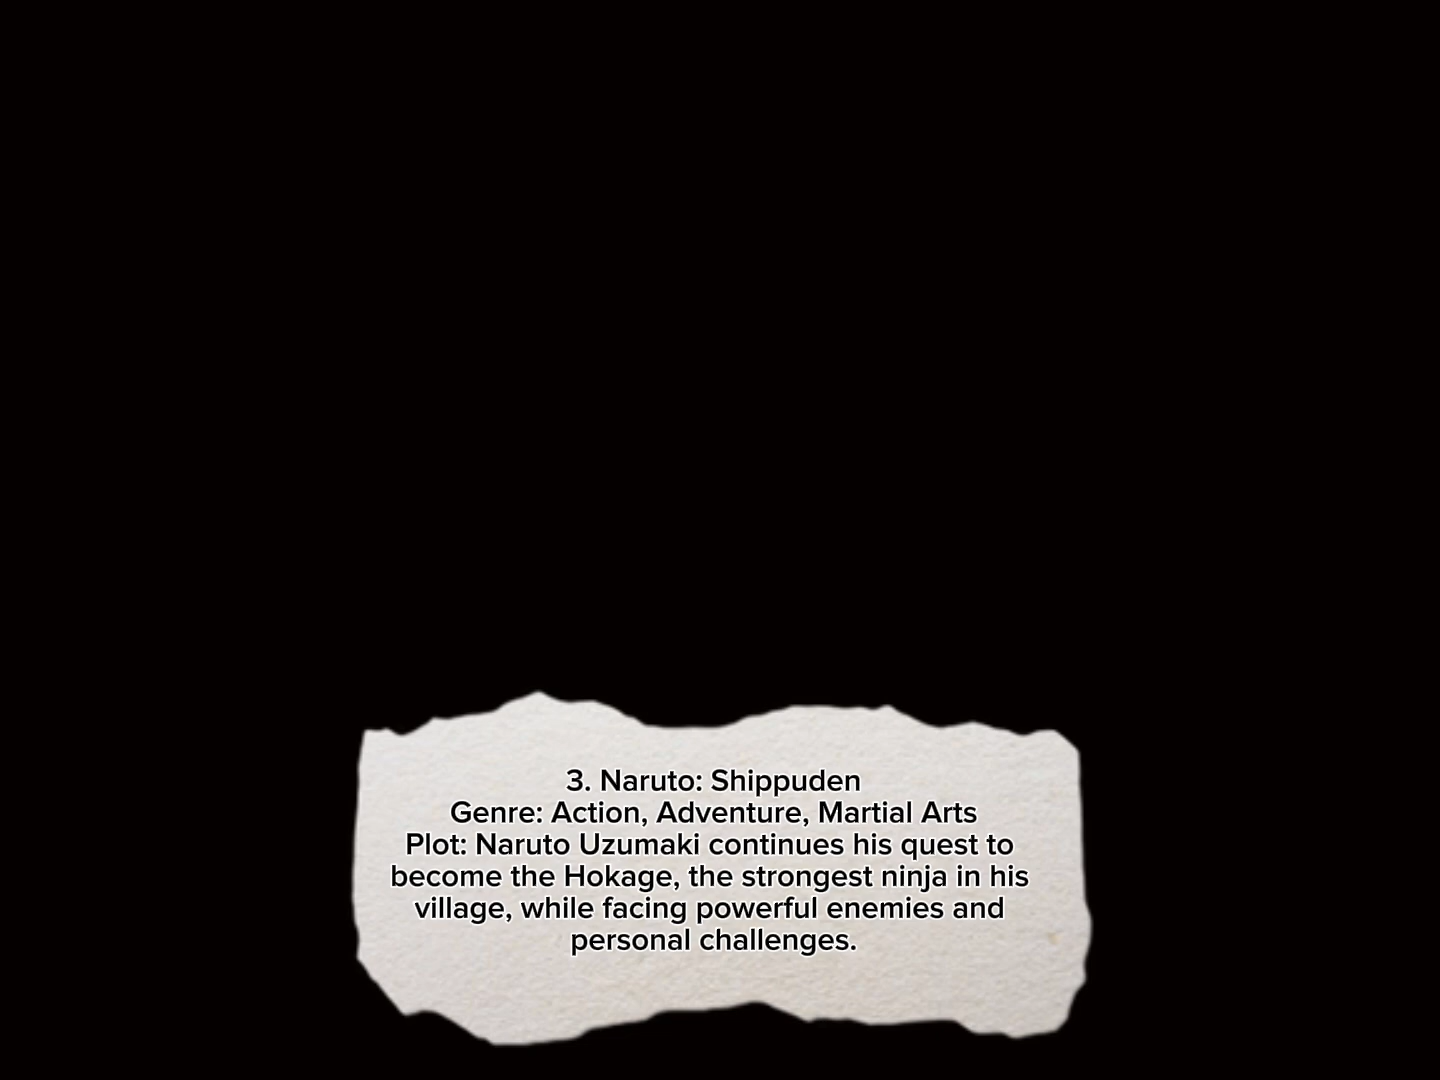 3. Naruto: Shippuden
Genre: Action, Adventure, Martial Arts
Plot: Naruto Uzumaki continues his quest to
become the Hokage, the strongest ninja in his
village, while facing powerful enemies and
personal challenges.